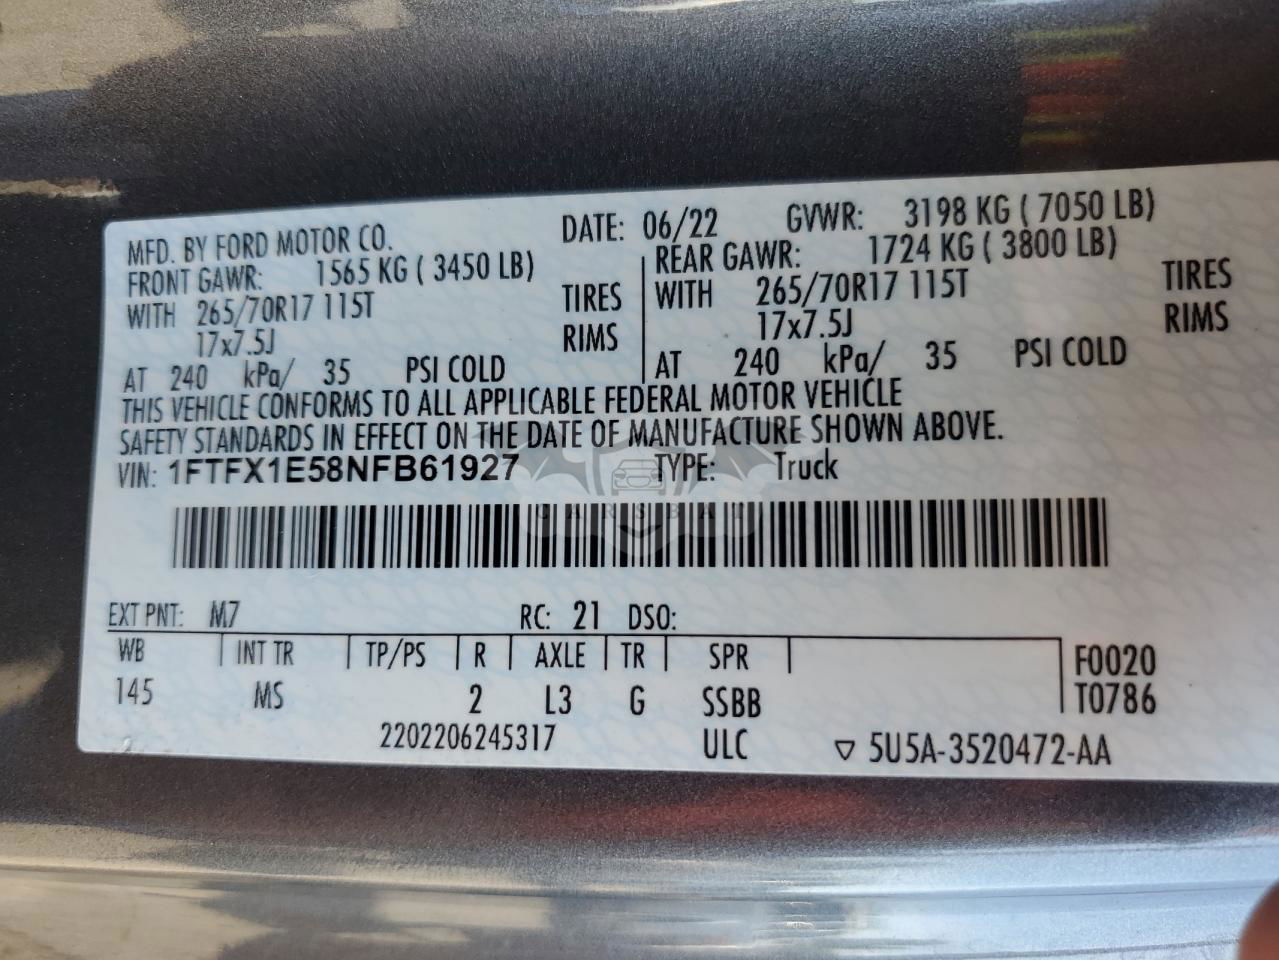 MFD. BY FORD MOTOR CO. DATE: 06/22 GVWR: 3198 KG ( 7050 LB)
FRONT GAWR: 1565 KG ( 3450 LB) REAR GAWR: 1724 KG ( 3800 LB)
WITH 265/70R17 115T TIRES WITH 265/70R17 115T TIRES
17x7.5J RIMS 17x7.5J RIMS
AT 240 kPa/ 35 PSI COLD AT 240 kPa/ 35 PSI COLD
THIS VEHICLE CONFORMS TO ALL APPLICABLE FEDERAL MOTOR VEHICLE
SAFETY STANDARDS IN EFFECT ON THE DATE OF MANUFACTURE SHOWN ABOVE.
VIN: 1FTFX1E58NFB61927 TYPE: Truck
CARSBAT
EXT PNT: M7 RC: 21 DSO:
WB INT TR TP/PS R AXLE TR SPR F0020
145 MS 2 L3 G SSBB T0786
2202206245317 ULC ▽ 5U5A-3520472-AA